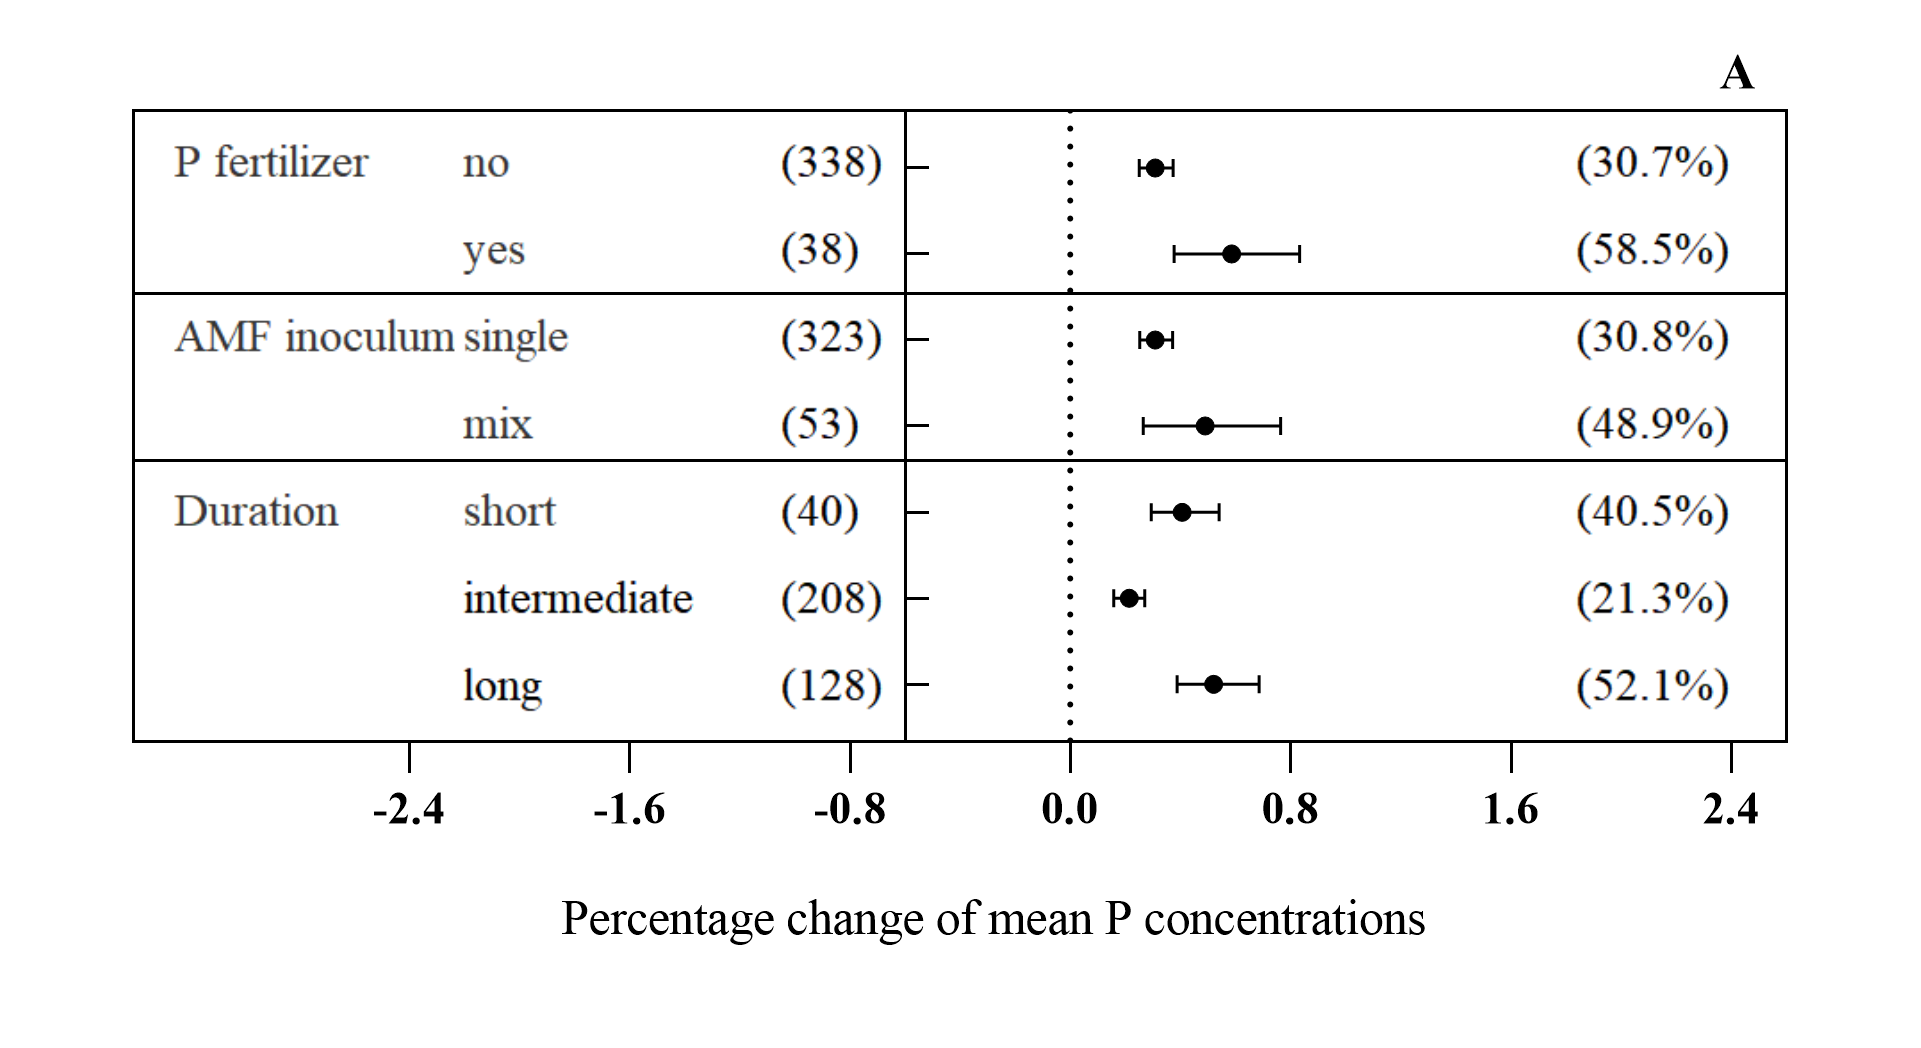 A
P fertilizer no (338) (30.7%)
yes (38) (58.5%)
AMF inoculum single (323) (30.8%)
mix (53) (48.9%)
Duration short (40) (40.5%)
intermediate (208) (21.3%)
long (128) (52.1%)
-2.4 -1.6 -0.8 0.0 0.8 1.6 2.4
Percentage change of mean P concentrations